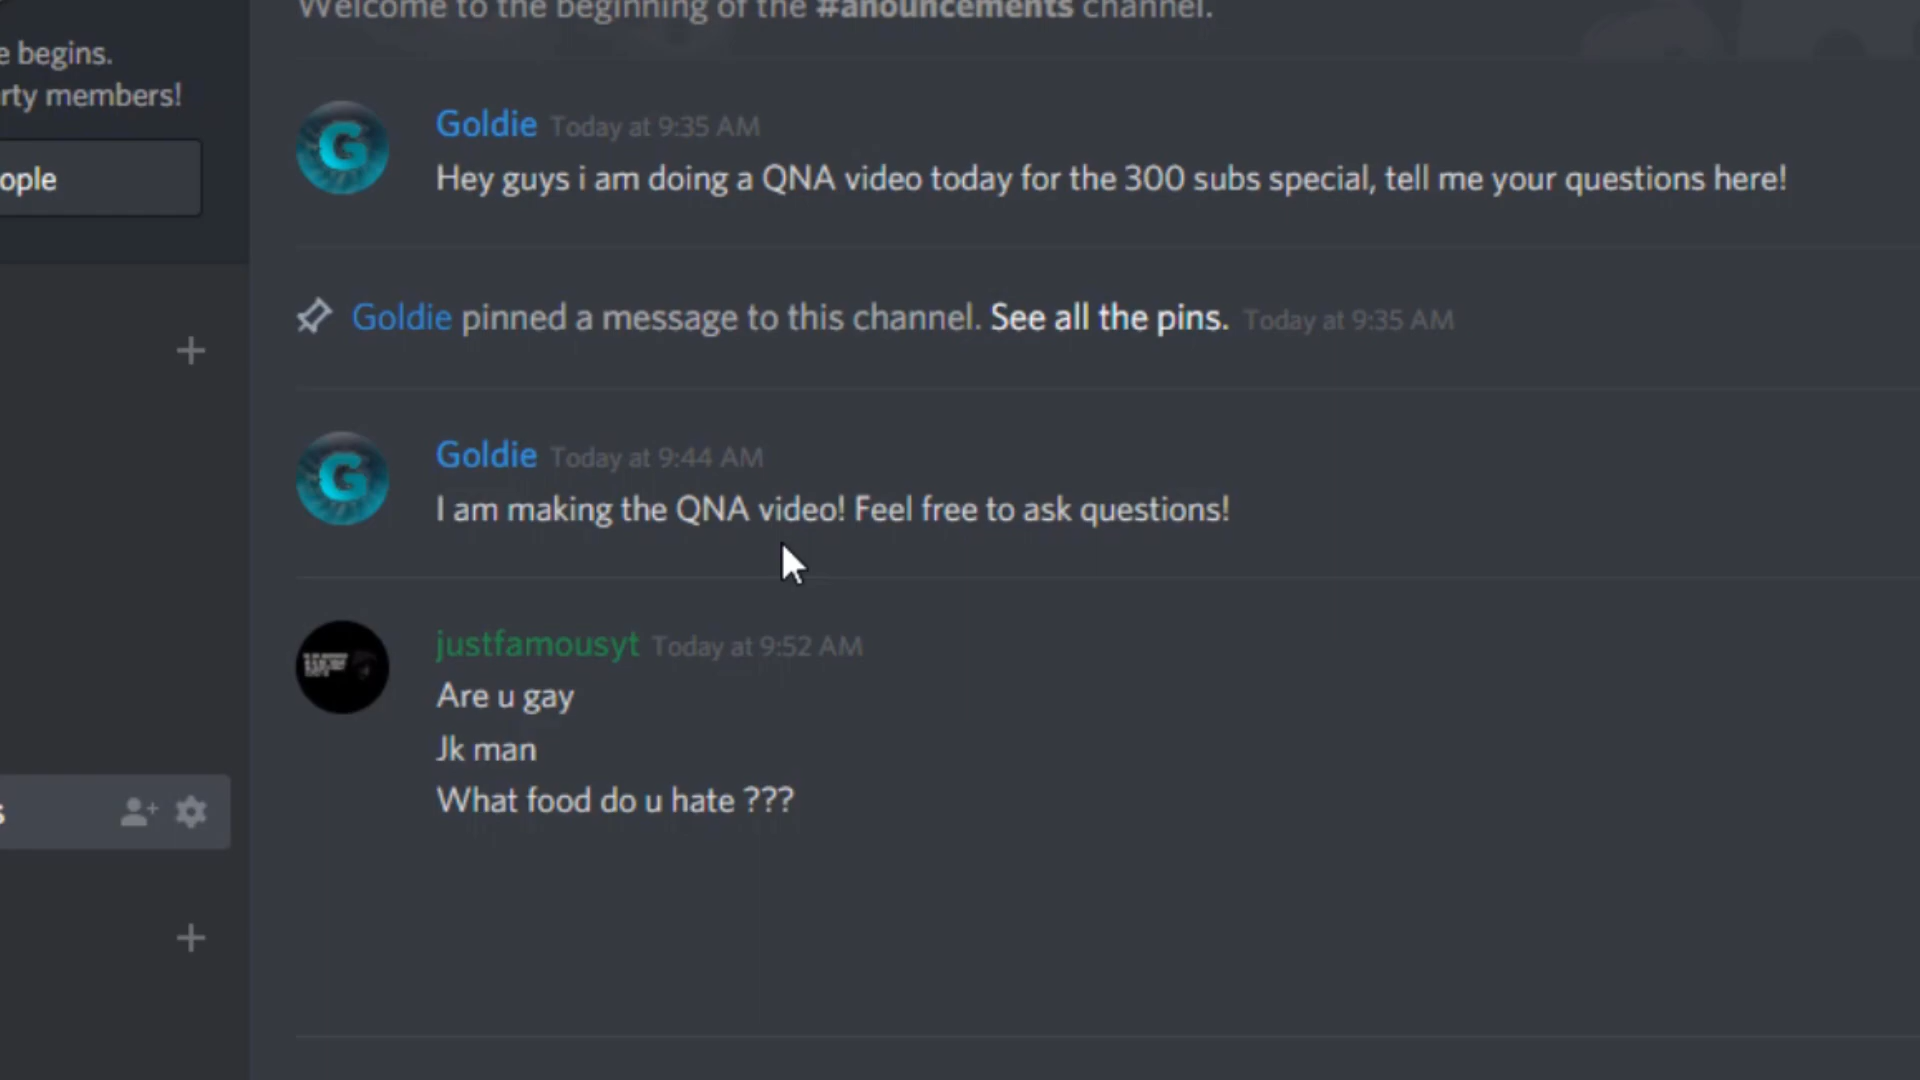 Welcome to the beginning of the #anouncements channel.
e begins.
rty members!
ople
Goldie Today at 9:35 AM
Hey guys i am doing a QNA video today for the 300 subs special, tell me your questions here!
Goldie pinned a message to this channel. See all the pins. Today at 9:35 AM
Goldie Today at 9:44 AM
I am making the QNA video! Feel free to ask questions!
justfamousyt Today at 9:52 AM
Are u gay
Jk man
What food do u hate ???
s